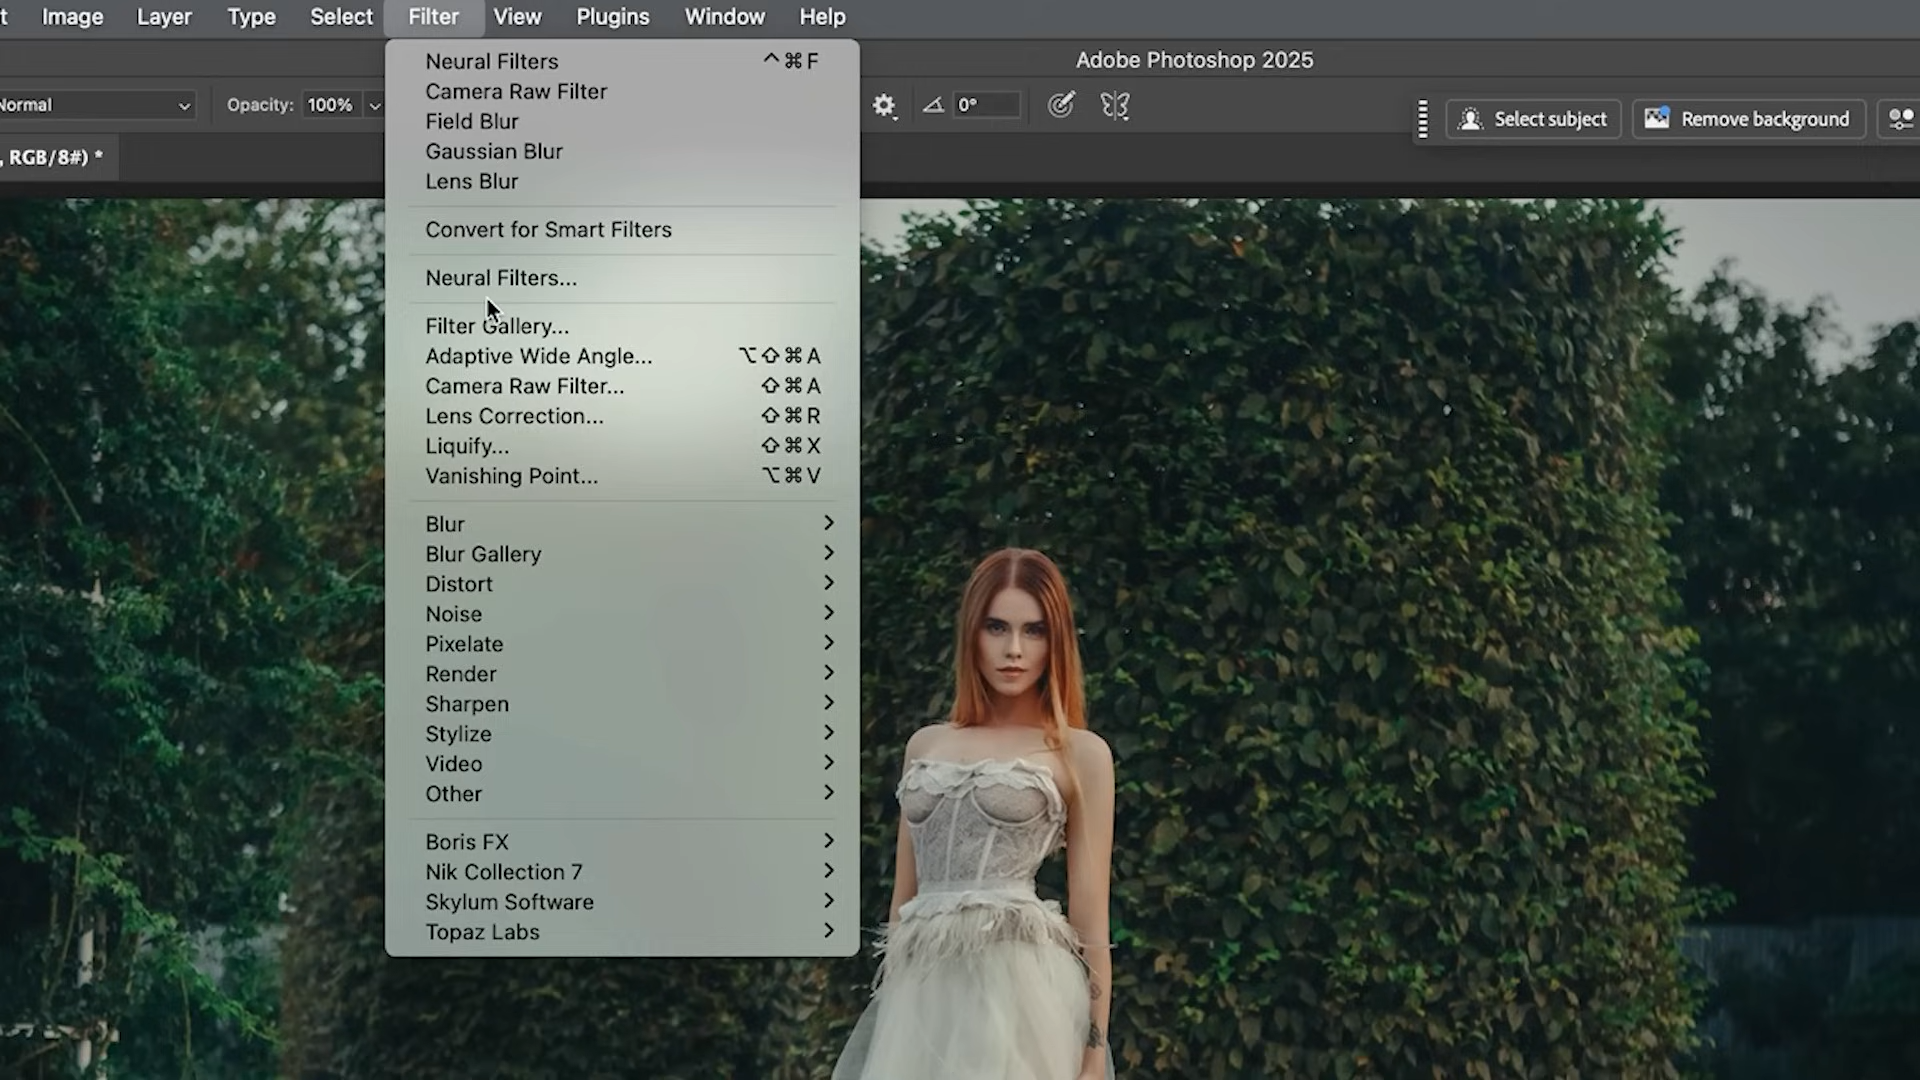 t Image Layer Type Select Filter View Plugins Window Help
Adobe Photoshop 2025
Normal Opacity: 100% 0° Select subject Remove background
, RGB/8#) *
Neural Filters ^⌘F
Camera Raw Filter
Field Blur
Gaussian Blur
Lens Blur
Convert for Smart Filters
Neural Filters...
Filter Gallery...
Adaptive Wide Angle... ⌥⇧⌘A
Camera Raw Filter... ⇧⌘A
Lens Correction... ⇧⌘R
Liquify... ⇧⌘X
Vanishing Point... ⌥⌘V
Blur
Blur Gallery
Distort
Noise
Pixelate
Render
Sharpen
Stylize
Video
Other
Boris FX
Nik Collection 7
Skylum Software
Topaz Labs